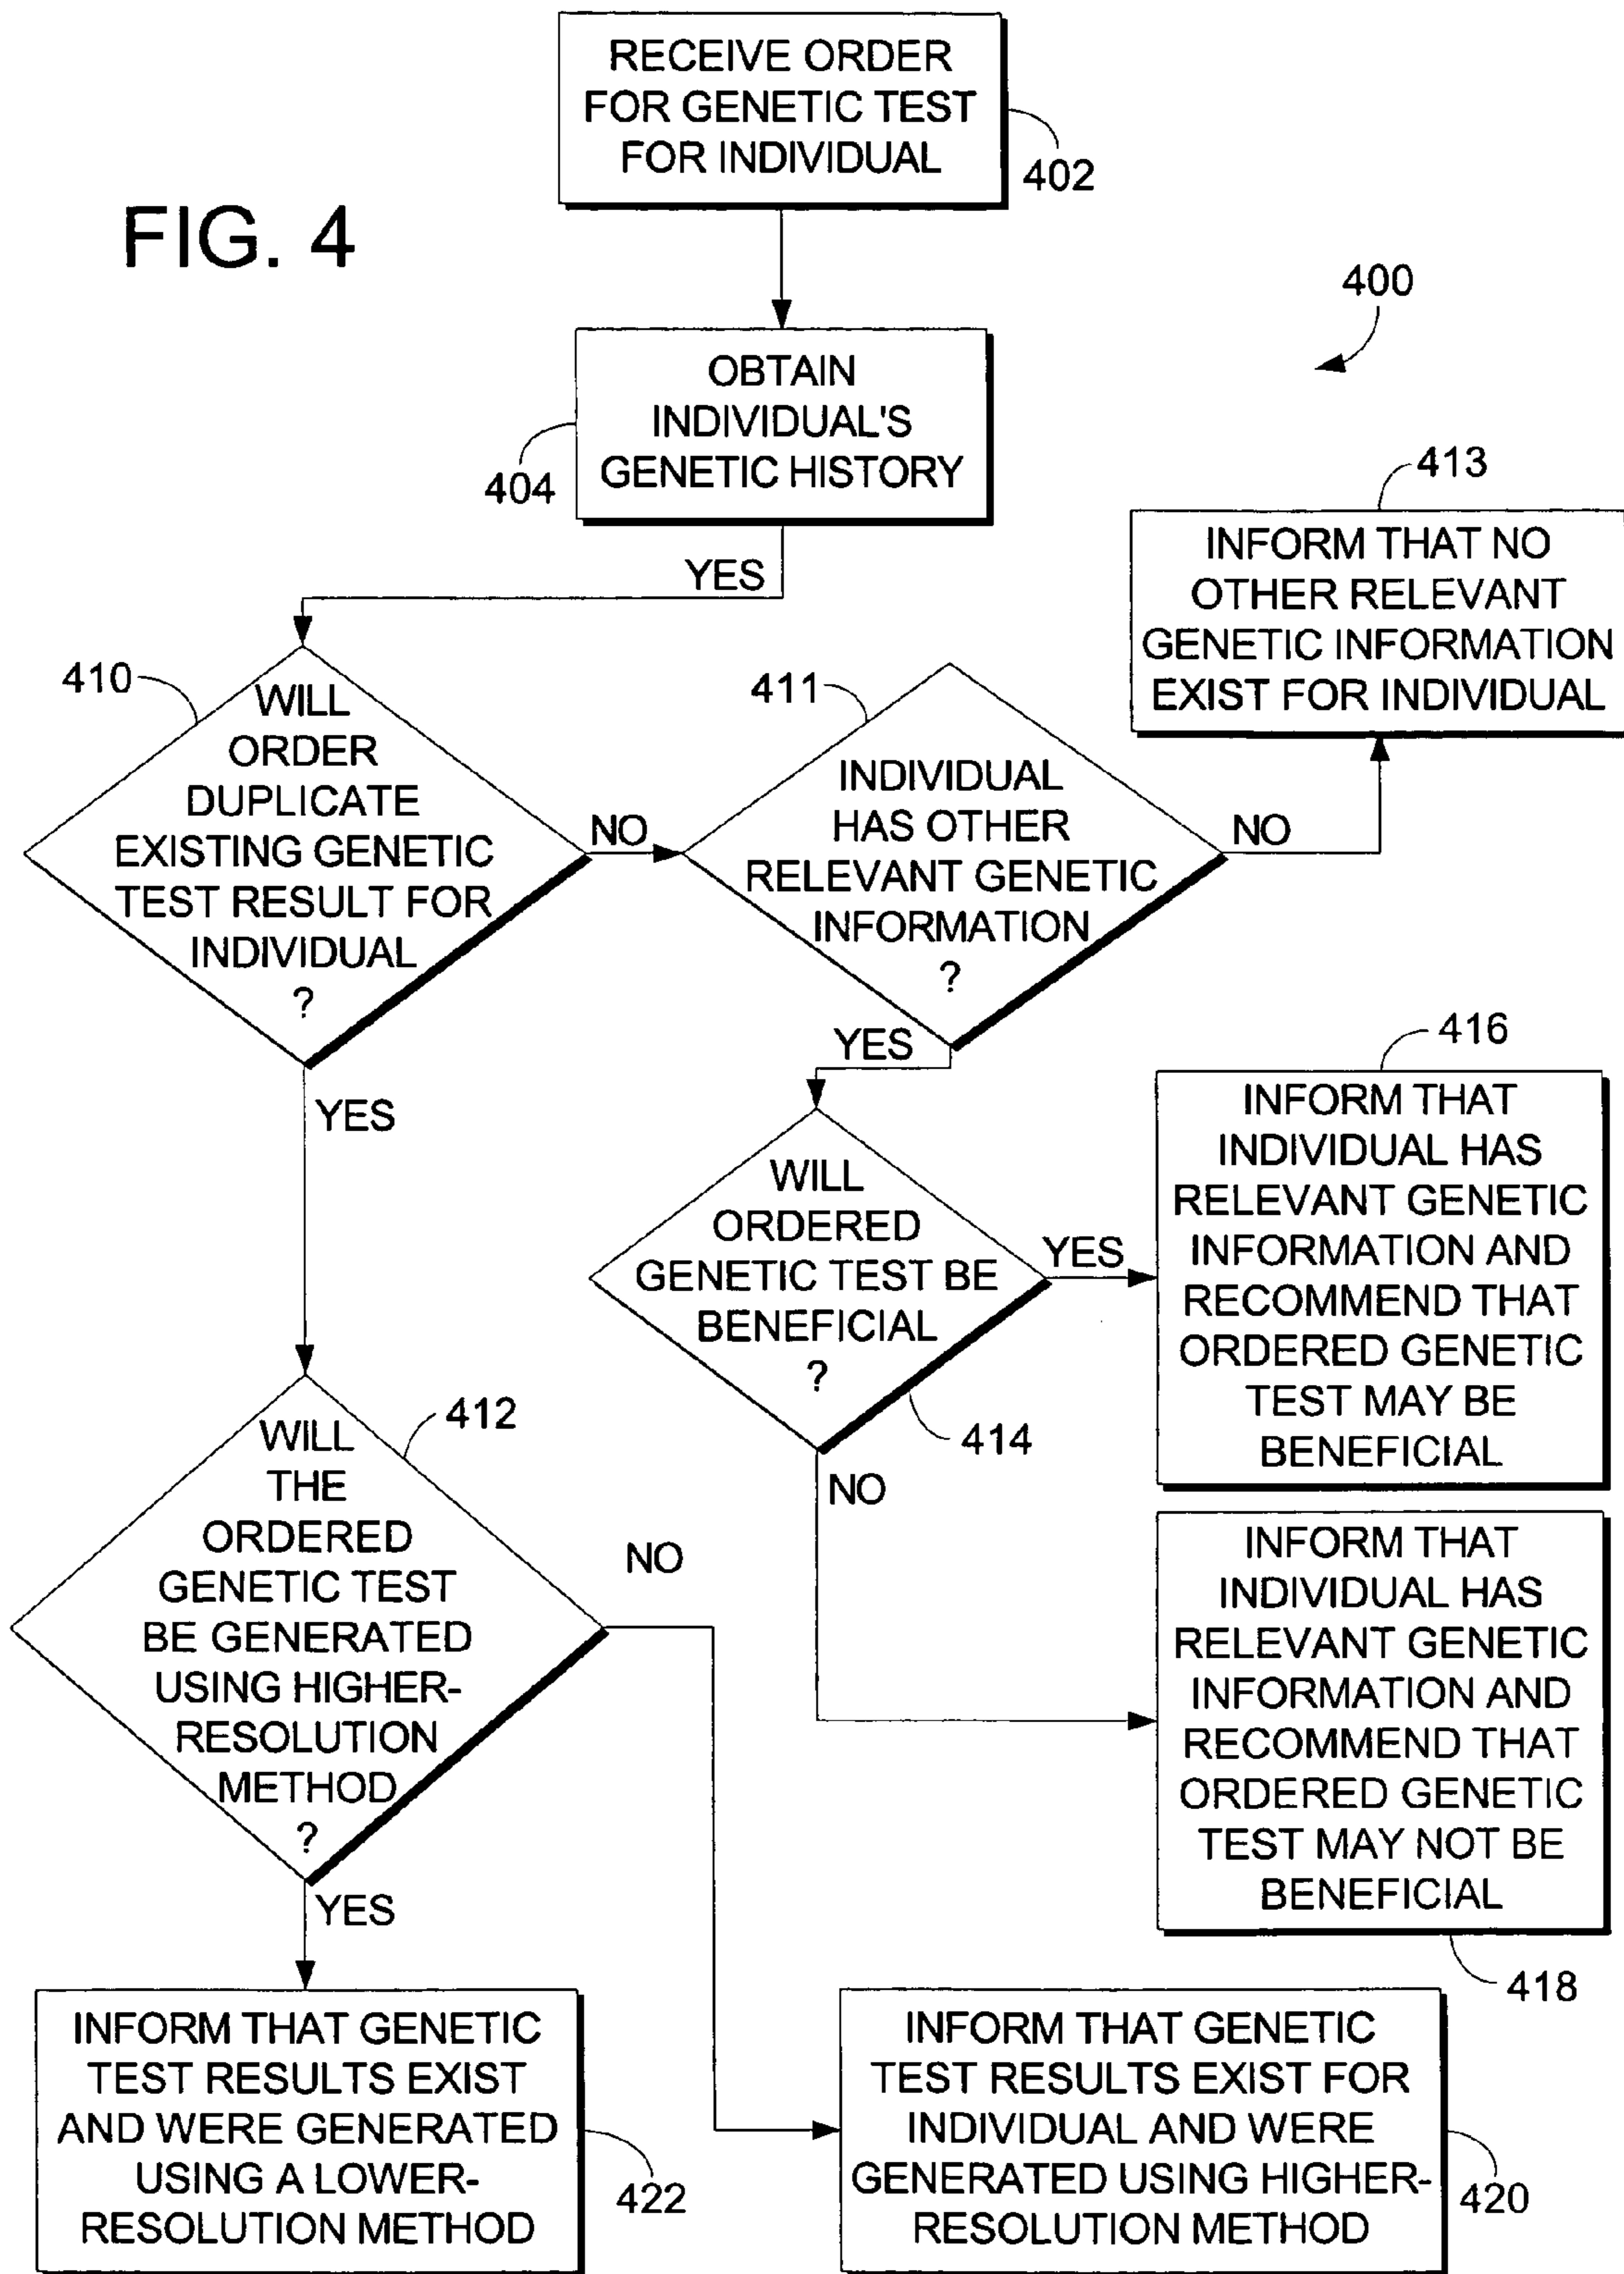 RECEIVE ORDER
FOR GENETIC TEST
FOR INDIVIDUAL
402
FIG. 4
400
OBTAIN
INDIVIDUAL'S
GENETIC HISTORY
404
413
INFORM THAT NO
OTHER RELEVANT
GENETIC INFORMATION
EXIST FOR INDIVIDUAL
YES
410
WILL
ORDER
DUPLICATE
EXISTING GENETIC
TEST RESULT FOR
INDIVIDUAL
?
NO
411
INDIVIDUAL
HAS OTHER
RELEVANT GENETIC
INFORMATION
?
NO
YES
YES
416
INFORM THAT
INDIVIDUAL HAS
RELEVANT GENETIC
INFORMATION AND
RECOMMEND THAT
ORDERED GENETIC
TEST MAY BE
BENEFICIAL
WILL
ORDERED
GENETIC TEST BE
BENEFICIAL
?
YES
414
NO
412
WILL
THE
ORDERED
GENETIC TEST
BE GENERATED
USING HIGHER-
RESOLUTION
METHOD
?
NO
INFORM THAT
INDIVIDUAL HAS
RELEVANT GENETIC
INFORMATION AND
RECOMMEND THAT
ORDERED GENETIC
TEST MAY NOT BE
BENEFICIAL
418
YES
INFORM THAT GENETIC
TEST RESULTS EXIST
AND WERE GENERATED
USING A LOWER-
RESOLUTION METHOD
422
INFORM THAT GENETIC
TEST RESULTS EXIST FOR
INDIVIDUAL AND WERE
GENERATED USING HIGHER-
RESOLUTION METHOD
420